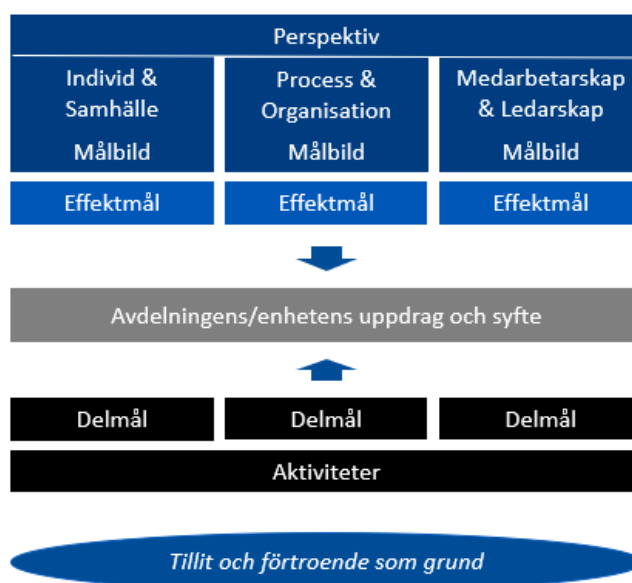 Perspektiv
Individ &
Samhälle
Målbild
Process &
Organisation
Målbild
Medarbetarskap
& Ledarskap
Målbild
Effektmål
Effektmål
Effektmål
Avdelningens/enhetens uppdrag och syfte
Delmål
Delmål
Delmål
Aktiviteter
Tillit och förtroende som grund